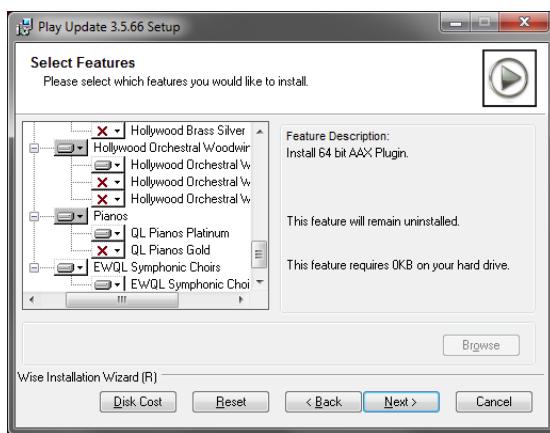 Play Update 3.5.66 Setup
Select Features
Please select which features you would like to install.
Hollywood Brass Silver
Hollywood Orchestral Woodwir
Hollywood Orchestral W
Hollywood Orchestral W
Hollywood Orchestral W
Pianos
QL Pianos Platinum
QL Pianos Gold
EWQL Symphonic Choirs
EWQL Symphonic Choi
Feature Description:
Install 64 bit AAX Plugin.
This feature will remain uninstalled.
This feature requires 0KB on your hard drive.
Browse
Wise Installation Wizard (R)
Disk Cost
Reset
< Back
Next >
Cancel